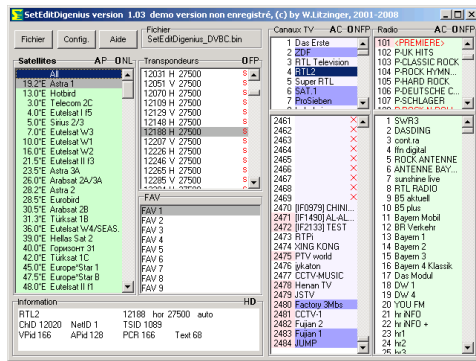 SetEditDigenius version 1.03 demo version non enregistré, (c) by W.Litzinger, 2001-2008
Fichier
Config.
Aide
Fichier
SetEditDigenius_DVBC.bin
Satellites AP ONL
All
19.2°E Astra 1
13.0°E Hotbird
3.0°E Telecom 2C
4.0°E Eutelsat I f5
5.0°E Sirius 2/3
7.0°E Eutelsat W3
10.0°E Eutelsat W1
16.0°E Eutelsat W2
21.5°E Eutelsat II f3
23.5°E Astra 3A
26.0°E Arabsat 2A/3A
28.2°E Astra 2
28.5°E Eurobird
30.5°E Arabsat 2B
31.3°E Türksat 1B
36.0°E Eutelsat W4/SEAS.
39.0°E Hellas Sat 2
40.0°E Горизонт 31
42.0°E Türksat 1C
45.0°E Europe*Star 1
47.5°E Europe*Star B
48.0°E Eutelsat II f1
Transpondeurs OFP
12031 H 27500 S
12051 V 27500 S
12070 H 27500 S
12109 H 27500 S
12129 V 27500 S
12148 H 27500 S
12188 H 27500 S
12207 V 27500 S
12226 H 27500 S
12246 V 27500 S
12265 H 27500 S
12285 V 27500 S
FAV
FAV 1
FAV 2
FAV 3
FAV 4
FAV 5
FAV 6
FAV 7
FAV 8
FAV 9
Information HD
RTL2 12188 hor 27500 auto
ChID 12020 NetID 1 TSID 1089
VPid 166 APid 128 PCR 166 Text 68
Canaux TV AC ONFP
1 Das Erste
2 ZDF
3 RTL Television
4 RTL2
5 Super RTL
6 SAT.1
7 ProSieben
2461 X
2462 X
2463 X
2464 X
2465 X
2466 X
2467 X
2468 X
2469 X
2470 [IF0979] CHINI...
2471 [IF1490] AL-AL...
2472 [IF2133] TEST
2473 RTPi
2474 XING KONG
2475 PTV world
2476 jykaton
2477 CCTV-MUSIC
2478 Henan TV
2479 JSTV
2480 Factory 3Mbs
2481 CCTV-1
2482 Fujian 2
2483 Fujian 1
2484 JUMP
Radio AC ONFP
101 <PREMIERE>
102 P-UK HITS
103 P-CLASSIC ROCK
104 P-ROCK HYMN...
105 P-HARD ROCK
106 P-DEUTSCHE C...
107 P-SCHLAGER
1 SWR3
2 DASDING
3 cont.ra
4 ffn digital
5 ROCK ANTENNE
6 ANTENNE BAY...
7 sunshine live
8 RTL RADIO
9 B5 aktuell
10 B5 plus
11 Bayern Mobil
12 BR Verkehr
13 Bayern 1
14 Bayern 2
15 Bayern 3
16 Bayern 4 Klassik
17 Das Modul
18 DW 1
19 DW 4
20 YOU FM
21 hr iNFO
22 hr iNFO +
23 hr1
24 hr2
25 hr3